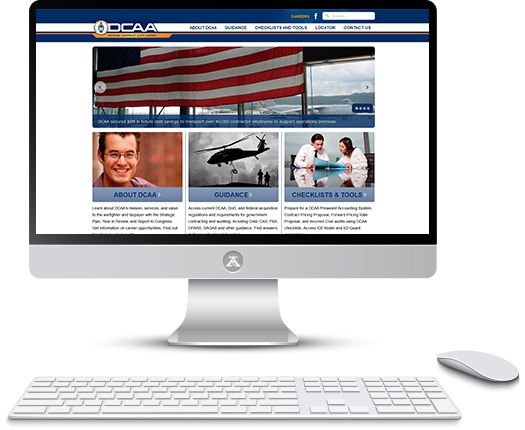 CAREERS
DCAA
DEFENSE CONTRACT AUDIT AGENCY
ABOUT DCAA GUIDANCE CHECKLISTS AND TOOLS LOCATOR CONTACT US
DCAA secured $6M in future cost savings to transport over 40,000 contractor employees to support operations overseas
ABOUT DCAA GUIDANCE CHECKLISTS & TOOLS
Learn about DCAA's mission, services, and value
to the warfighter and taxpayer with the Strategic
Plan, Year in Review, and Report to Congress.
Get information on career opportunities. Find out
Access current DCAA, DoD, and federal acquisition
regulations and requirements for government
contracting and auditing, including CAM, CAS, FAR,
DFARS, GAGAS and other guidance. Find answers
Prepare for a DCAA Preaward Accounting System,
Contract Pricing Proposal, Forward Pricing Rate
Proposal, and Incurred Cost audits using DCAA
checklists. Access ICE Model and EZ-Quant